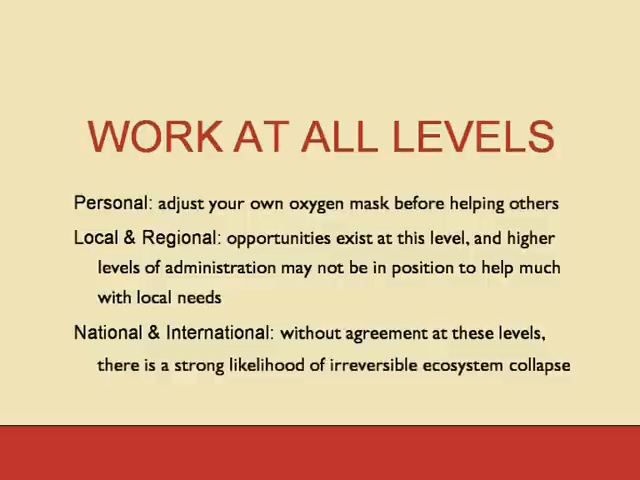 WORK AT ALL LEVELS
Personal: adjust your own oxygen mask before helping others
Local & Regional: opportunities exist at this level, and higher
levels of administration may not be in position to help much
with local needs
National & International: without agreement at these levels,
there is a strong likelihood of irreversible ecosystem collapse